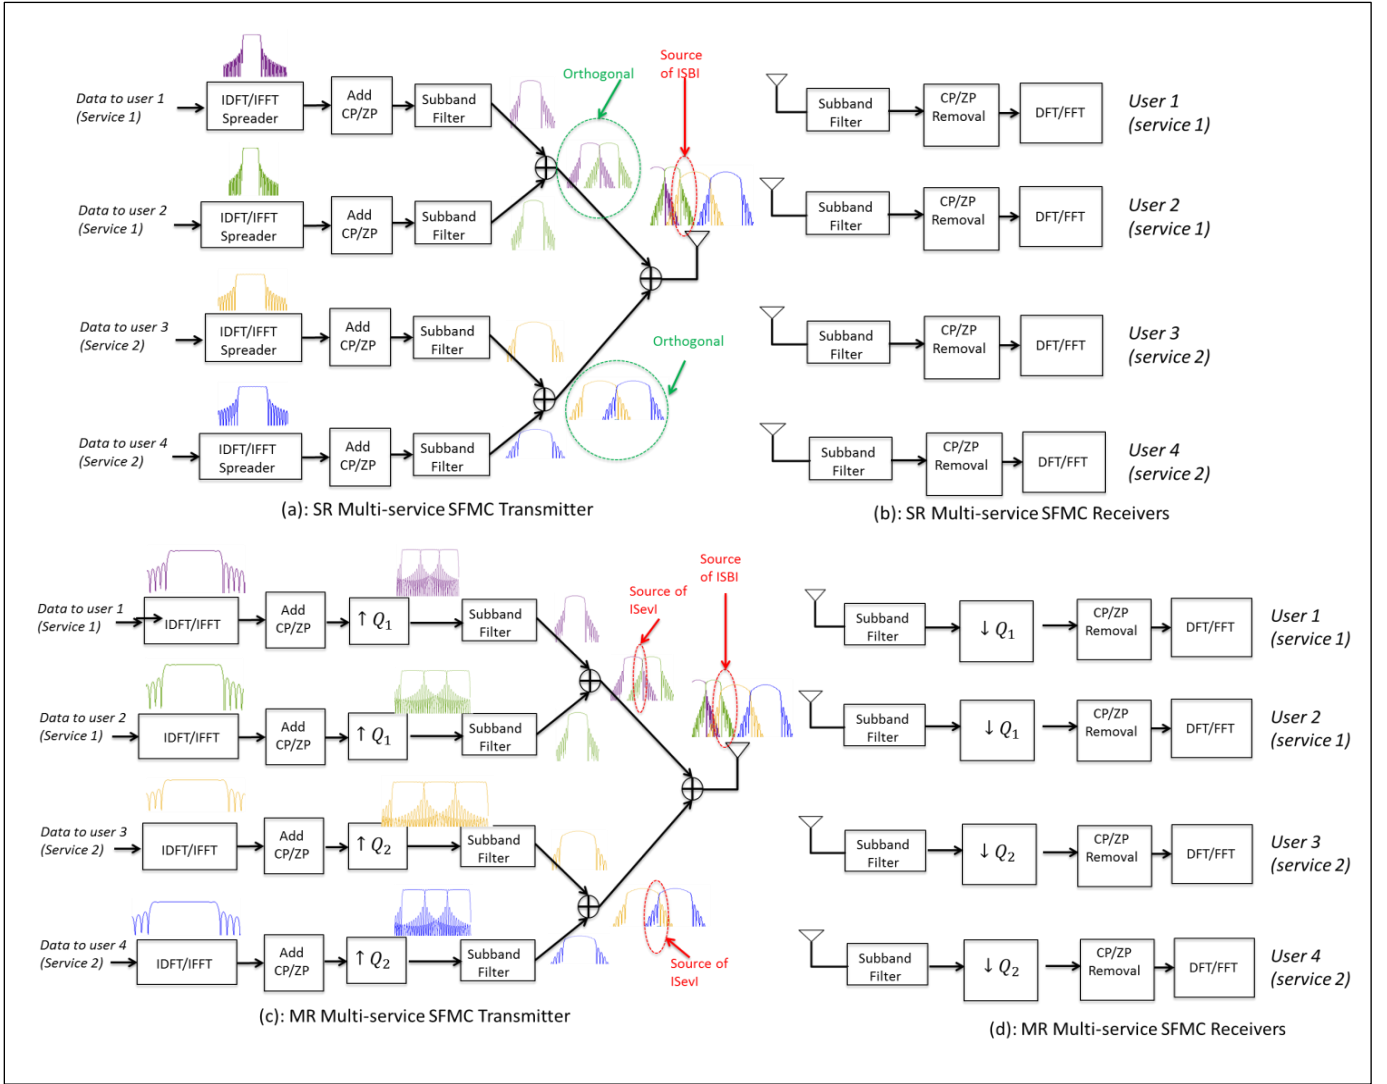 Data to user 1
(Service 1)
IDFT/IFFT
Spreader
Add
CP/ZP
Subband
Filter
Orthogonal
Source
of ISBI
Data to user 2
(Service 1)
IDFT/IFFT
Spreader
Add
CP/ZP
Subband
Filter
Data to user 3
(Service 2)
IDFT/IFFT
Spreader
Add
CP/ZP
Subband
Filter
Orthogonal
Data to user 4
(Service 2)
IDFT/IFFT
Spreader
Add
CP/ZP
Subband
Filter
(a): SR Multi-service SFMC Transmitter
Subband
Filter
CP/ZP
Removal
DFT/FFT
User 1
(service 1)
Subband
Filter
CP/ZP
Removal
DFT/FFT
User 2
(service 1)
Subband
Filter
CP/ZP
Removal
DFT/FFT
User 3
(service 2)
Subband
Filter
CP/ZP
Removal
DFT/FFT
User 4
(service 2)
(b): SR Multi-service SFMC Receivers
Data to user 1
(Service 1)
IDFT/IFFT
Add
CP/ZP
↑ Q₁
Subband
Filter
Source of
ISevI
Source
of ISBI
Data to user 2
(Service 1)
IDFT/IFFT
Add
CP/ZP
↑ Q₁
Subband
Filter
Data to user 3
(Service 2)
IDFT/IFFT
Add
CP/ZP
↑ Q₂
Subband
Filter
Data to user 4
(Service 2)
IDFT/IFFT
Add
CP/ZP
↑ Q₂
Subband
Filter
Source of
ISevI
(c): MR Multi-service SFMC Transmitter
Subband
Filter
↓ Q₁
CP/ZP
Removal
DFT/FFT
User 1
(service 1)
Subband
Filter
↓ Q₁
CP/ZP
Removal
DFT/FFT
User 2
(service 1)
Subband
Filter
↓ Q₂
CP/ZP
Removal
DFT/FFT
User 3
(service 2)
Subband
Filter
↓ Q₂
CP/ZP
Removal
DFT/FFT
User 4
(service 2)
(d): MR Multi-service SFMC Receivers